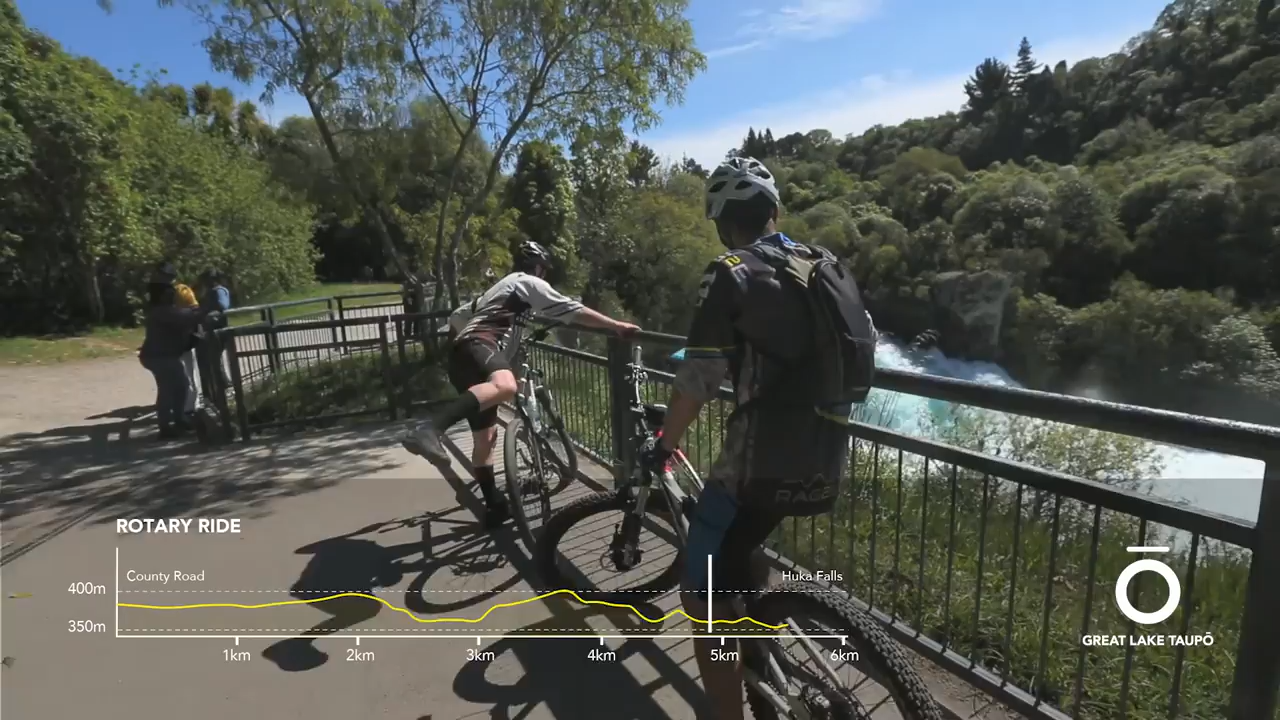 ROTARY RIDE
County Road
Huka Falls
400m
350m
1km
2km
3km
4km
5km
6km
GREAT LAKE TAUPŌ
RACE